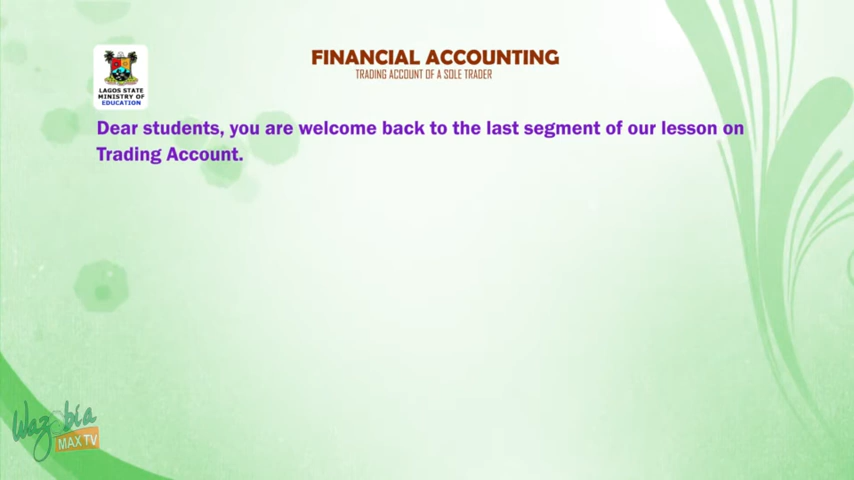 FINANCIAL ACCOUNTING
TRADING ACCOUNT OF A SOLE TRADER
LAGOS STATE
MINISTRY OF
EDUCATION
Dear students, you are welcome back to the last segment of our lesson on
Trading Account.
Wazobia
MAX TV